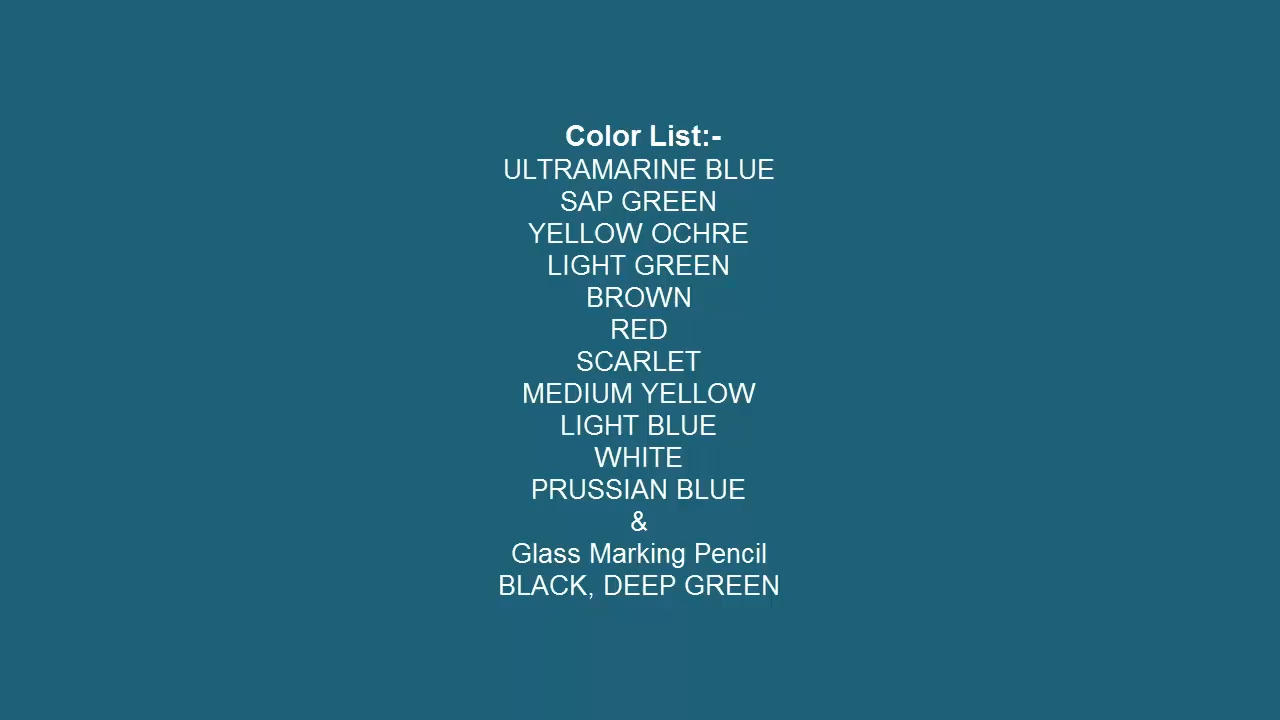 Color List:-
ULTRAMARINE BLUE
SAP GREEN
YELLOW OCHRE
LIGHT GREEN
BROWN
RED
SCARLET
MEDIUM YELLOW
LIGHT BLUE
WHITE
PRUSSIAN BLUE
&
Glass Marking Pencil
BLACK, DEEP GREEN